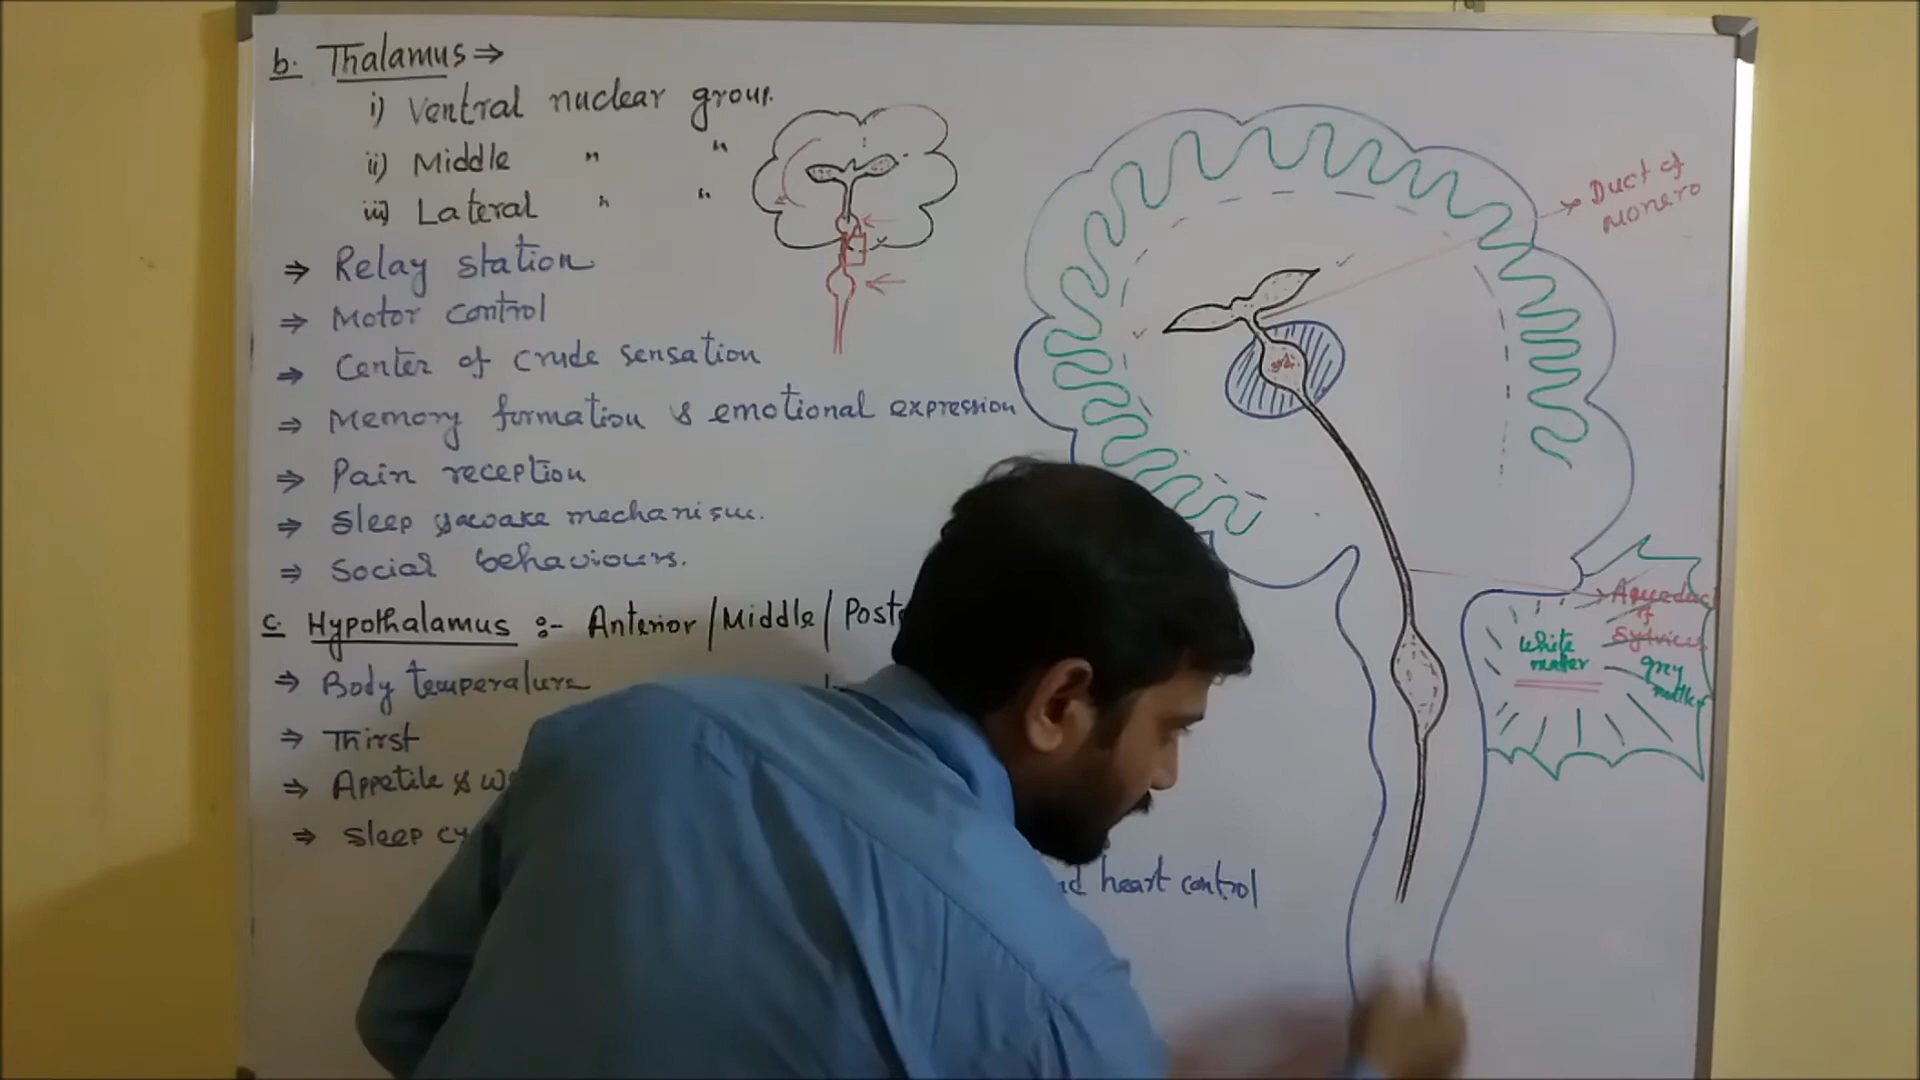 b. Thalamus ⇒
i) Ventral nuclear group.
ii) Middle " "
iii) Lateral " "
⇒ Relay station
⇒ Motor control
⇒ Center of crude sensation
⇒ Memory formation & emotional expression
⇒ Pain reception
⇒ Sleep & awake mechanism.
⇒ Social behaviours.
c. Hypothalamus :- Anterior / Middle / Poste
⇒ Body temperature
⇒ Thirst
⇒ Appetite & w
⇒ Sleep cy
nd heart control
→ Duct of
Monero
→ Aqueduct
of
Sylvius
White
matter
grey
matter